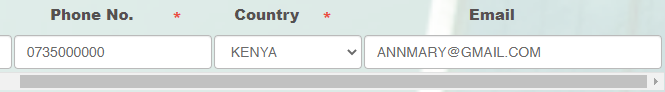 Phone No. * Country * Email
0735000000 KENYA ANNMARY@GMAIL.COM